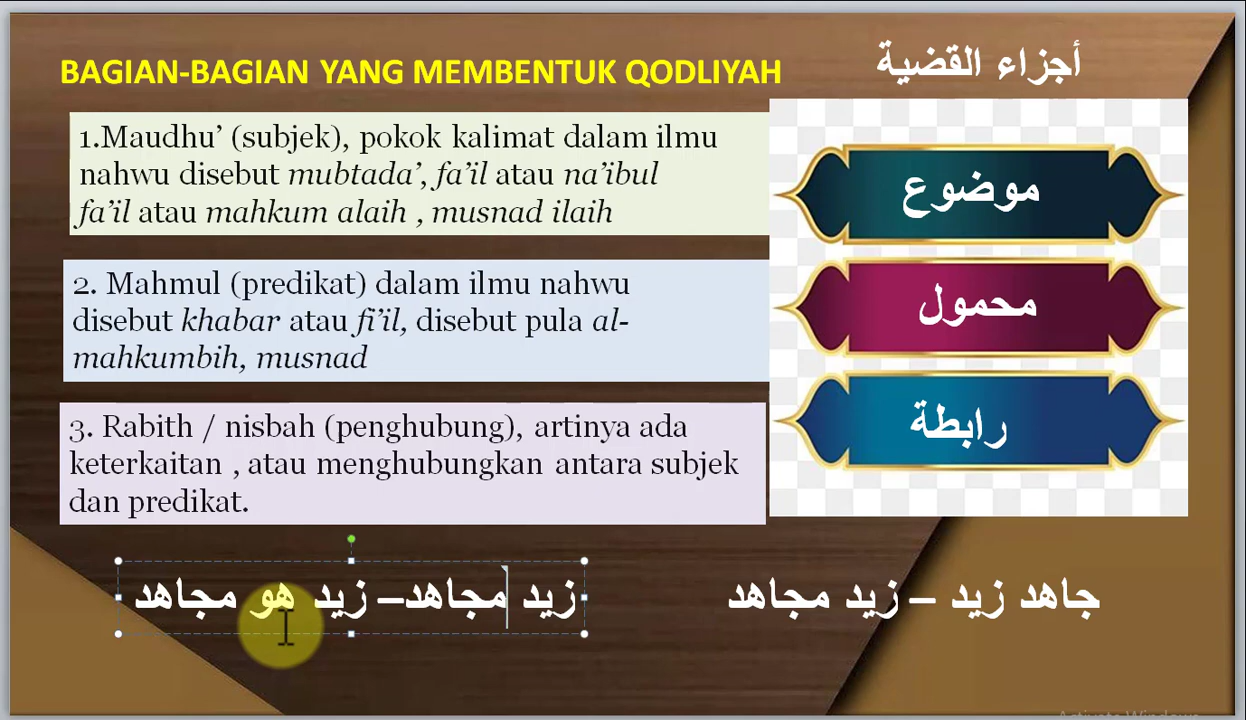 BAGIAN-BAGIAN YANG MEMBENTUK QODLIYAH
أجزاء القضية
1.Maudhu’ (subjek), pokok kalimat dalam ilmu
nahwu disebut mubtada’, fa’il atau na’ibul
fa’il atau mahkum alaih , musnad ilaih
موضوع
2. Mahmul (predikat) dalam ilmu nahwu
disebut khabar atau fi’il, disebut pula al-
mahkumbih, musnad
محمول
3. Rabith / nisbah (penghubung), artinya ada
keterkaitan , atau menghubungkan antara subjek
dan predikat.
رابطة
جاهد زيد – زيد مجاهد
زيد مجاهد– زيد هو مجاهد